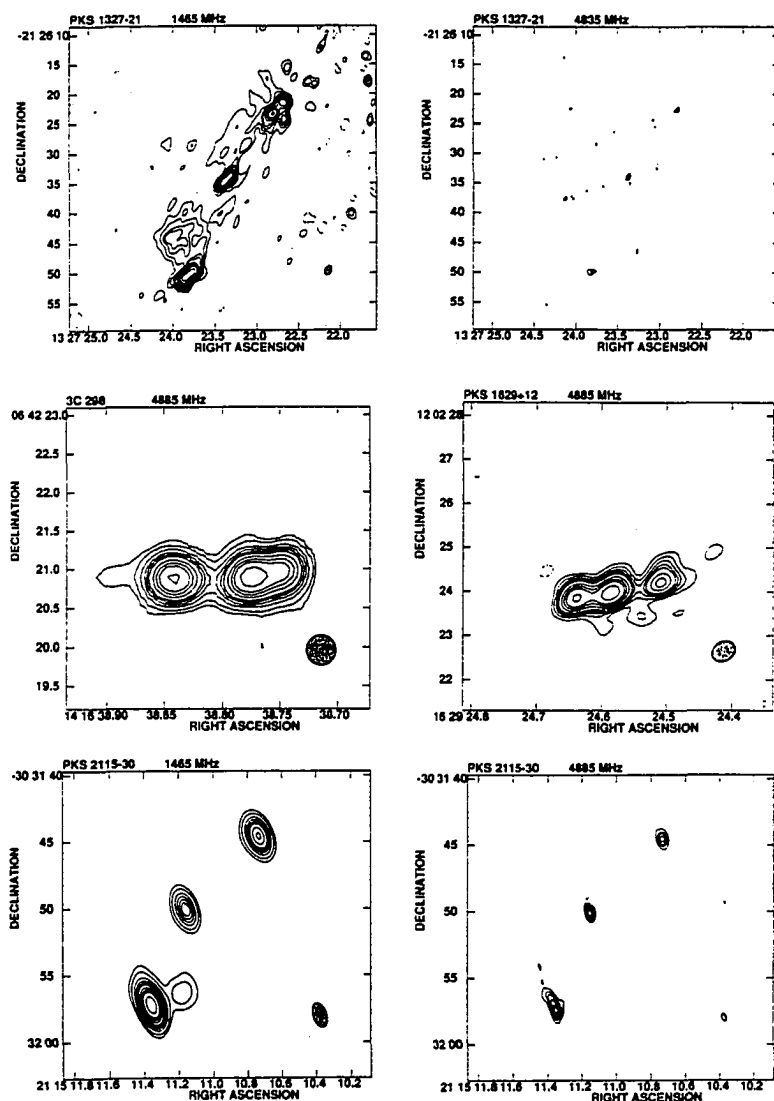 PKS 1327-21 1465 MHz
-21 26 10
15
20
25
30
35
40
45
50
55
DECLINATION
13 27 25.0 24.5 24.0 23.5 23.0 22.5 22.0
RIGHT ASCENSION
PKS 1327-21 4835 MHz
-21 26 10
15
20
25
30
35
40
45
50
55
DECLINATION
13 27 25.0 24.5 24.0 23.5 23.0 22.5 22.0
RIGHT ASCENSION
3C 298 4885 MHz
06 42 23.0
22.5
22.0
21.5
21.0
20.5
20.0
19.5
DECLINATION
14 16 38.90 38.85 38.80 38.75 38.70
RIGHT ASCENSION
PKS 1629+12 4885 MHz
12 02 28
27
26
25
24
23
22
DECLINATION
16 29 24.8 24.7 24.6 24.5 24.4
RIGHT ASCENSION
PKS 2115-30 1465 MHz
-30 31 40
45
50
55
32 00
DECLINATION
21 15 11.6 11.4 11.2 11.0 10.8 10.6 10.4 10.2
RIGHT ASCENSION
PKS 2115-30 4885 MHz
-30 31 40
45
50
55
32 00
DECLINATION
21 15 11.6 11.4 11.2 11.0 10.8 10.6 10.4 10.2
RIGHT ASCENSION